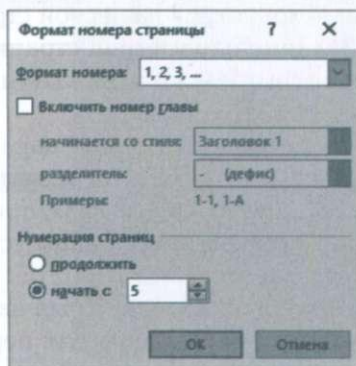 Формат номера страницы ? ×
Формат номера: 1, 2, 3, ...
Включить номер главы
начинается со стиля: Заголовок 1
разделитель: - (дефис)
Примеры: 1-1, 1-A
Нумерация страниц
продолжить
начать с: 5
ОК Отмена